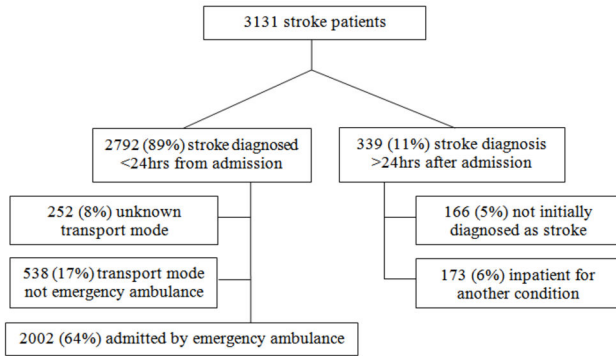 3131 stroke patients
2792 (89%) stroke diagnosed
<24hrs from admission
339 (11%) stroke diagnosis
>24hrs after admission
252 (8%) unknown
transport mode
166 (5%) not initially
diagnosed as stroke
538 (17%) transport mode
not emergency ambulance
173 (6%) inpatient for
another condition
2002 (64%) admitted by emergency ambulance